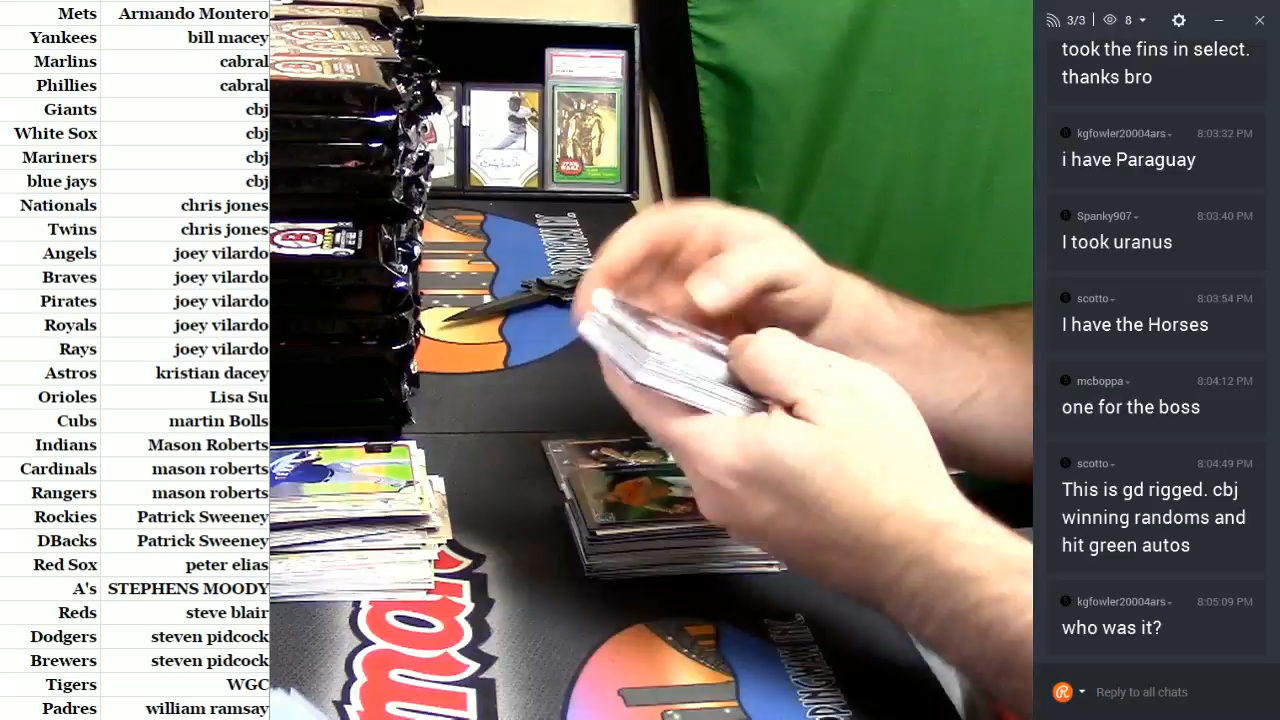 Mets Armando Montero
Yankees bill macey
Marlins cabral
Phillies cabral
Giants cbj
White Sox cbj
Mariners cbj
blue jays cbj
Nationals chris jones
Twins chris jones
Angels joey vilardo
Braves joey vilardo
Pirates joey vilardo
Royals joey vilardo
Rays joey vilardo
Astros kristian dacey
Orioles Lisa Su
Cubs martin Bolls
Indians Mason Roberts
Cardinals mason roberts
Rangers mason roberts
Rockies Patrick Sweeney
DBacks Patrick Sweeney
Red Sox peter elias
A's STEPHENS MOODY
Reds steve blair
Dodgers steven pidcock
Brewers steven pidcock
Tigers WGC
Padres william ramsay
STAR WARS
3/3 8
took the fins in select.
thanks bro
kgfowler20004ars 8:03:32 PM
i have Paraguay
Spanky907 8:03:40 PM
I took uranus
scotto 8:03:54 PM
I have the Horses
mcboppa 8:04:12 PM
one for the boss
scotto 8:04:49 PM
This is gd rigged. cbj
winning randoms and
hit green autos
kgfowler20004ars 8:05:09 PM
who was it?
Reply to all chats